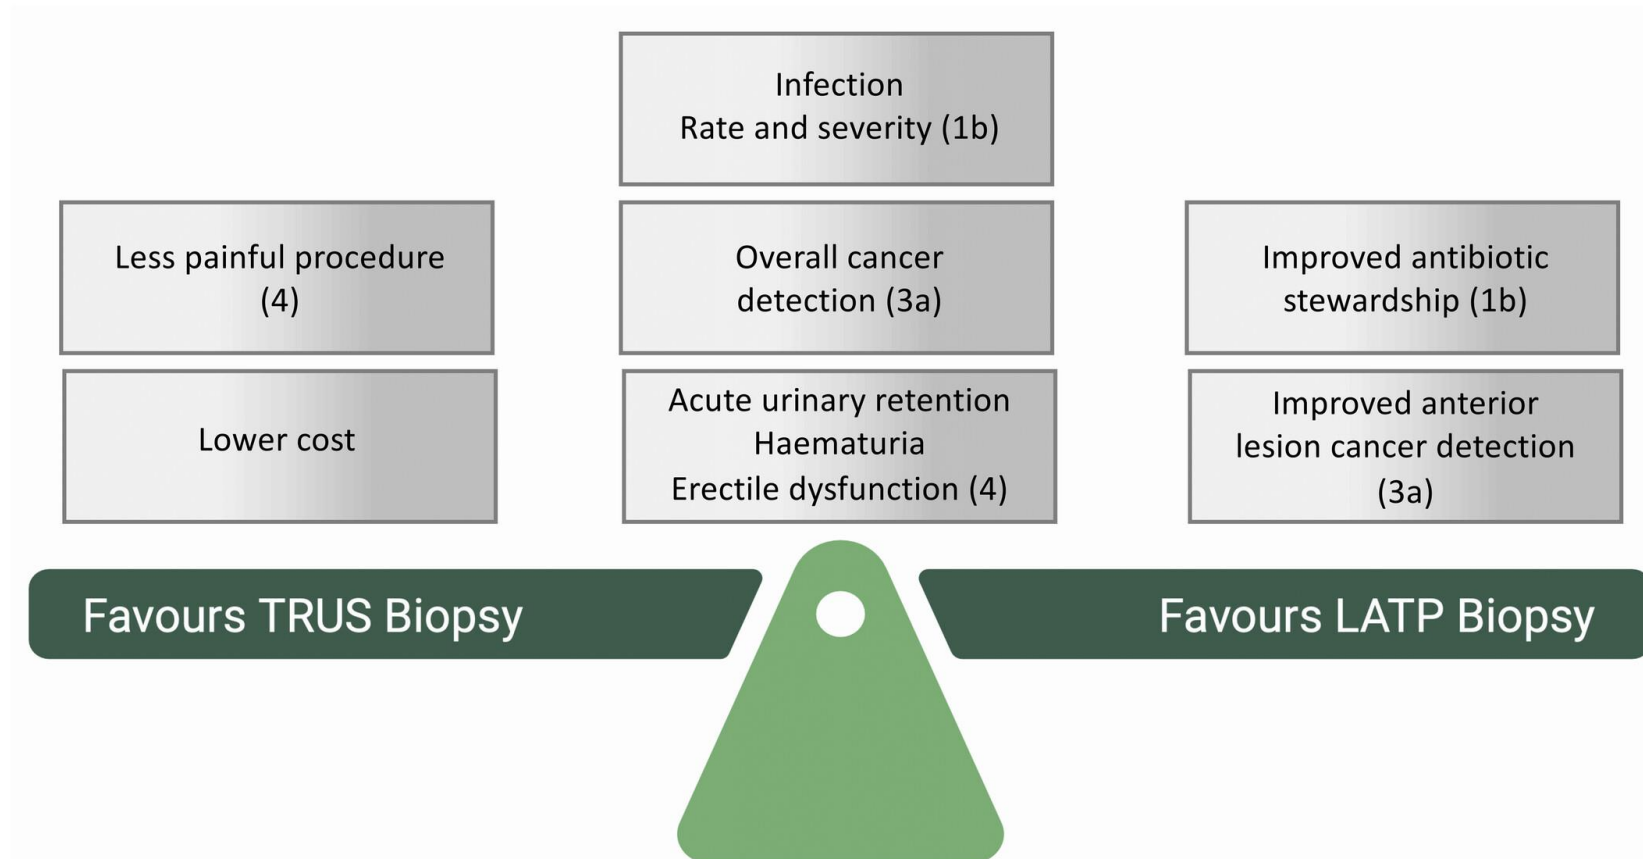 Infection
Rate and severity (1b)
Less painful procedure
(4)
Overall cancer
detection (3a)
Improved antibiotic
stewardship (1b)
Lower cost
Acute urinary retention
Haematuria
Erectile dysfunction (4)
Improved anterior
lesion cancer detection
(3a)
Favours TRUS Biopsy
Favours LATP Biopsy